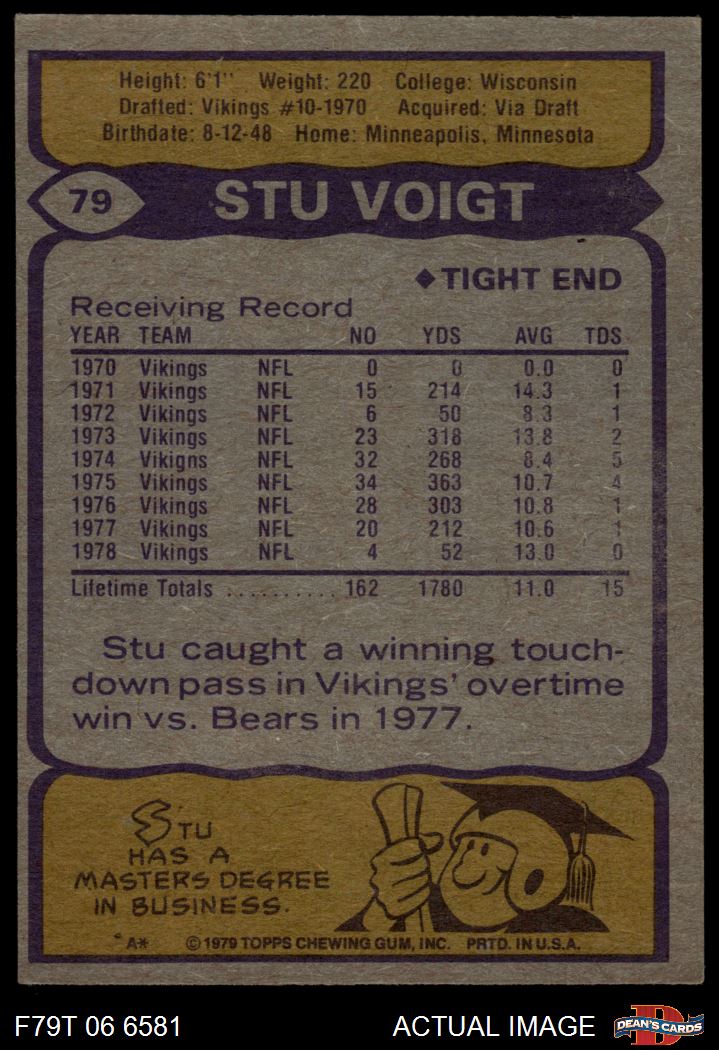 Height: 6'1" Weight: 220 College: Wisconsin
Drafted: Vikings #10-1970 Acquired: Via Draft
Birthdate: 8-12-48 Home: Minneapolis, Minnesota
79 STU VOIGT
◆TIGHT END
Receiving Record
YEAR TEAM NO YDS AVG TDS
1970 Vikings NFL 0 0 0.0 0
1971 Vikings NFL 15 214 14.3 1
1972 Vikings NFL 6 50 8.3 1
1973 Vikings NFL 23 318 13.8 2
1974 Vikigns NFL 32 268 8.4 5
1975 Vikings NFL 34 363 10.7 4
1976 Vikings NFL 28 303 10.8 1
1977 Vikings NFL 20 212 10.6 1
1978 Vikings NFL 4 52 13.0 0
Lifetime Totals .......... 162 1780 11.0 15
Stu caught a winning touch-
down pass in Vikings' overtime
win vs. Bears in 1977.
STU
HAS A
MASTERS DEGREE
IN BUSINESS.
A* ©1979 TOPPS CHEWING GUM, INC. PRTD. IN U.S.A.
F79T 06 6581 ACTUAL IMAGE D DEAN'S CARDS